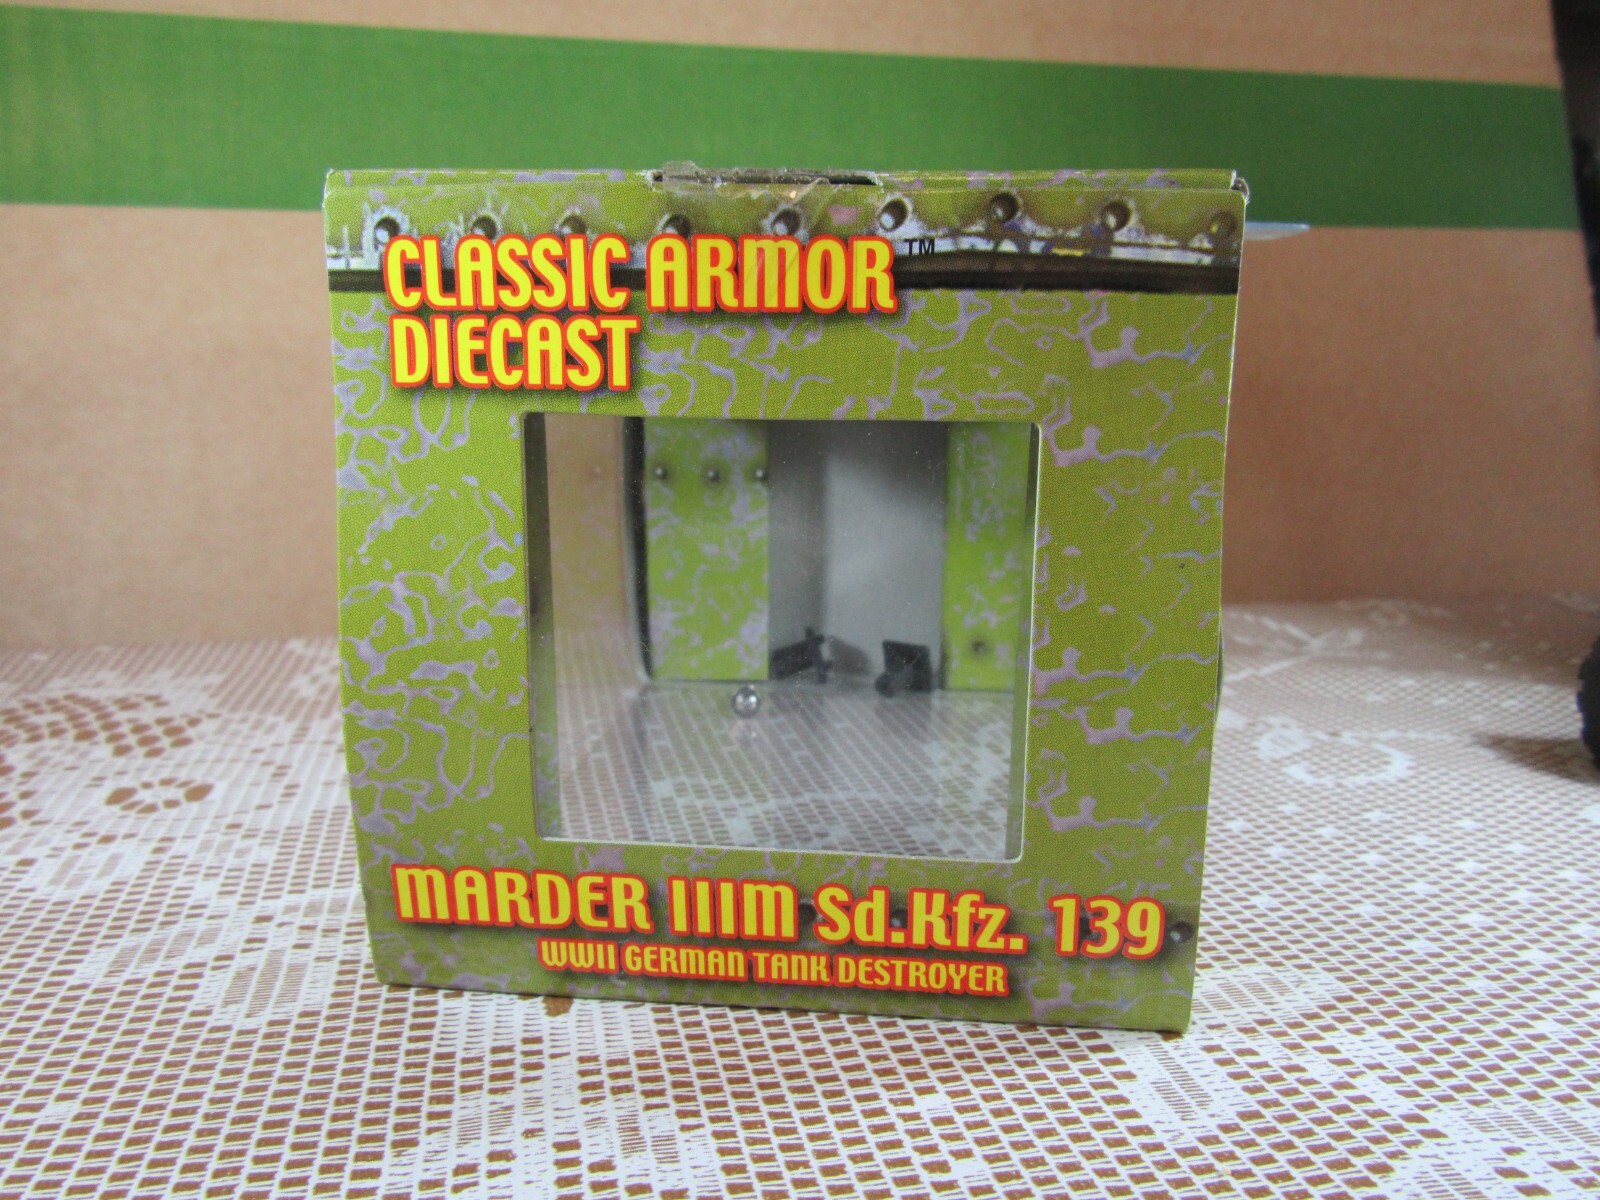 CLASSIC ARMOR™
DIECAST
MARDER IIIM Sd.Kfz. 139
WWII GERMAN TANK DESTROYER